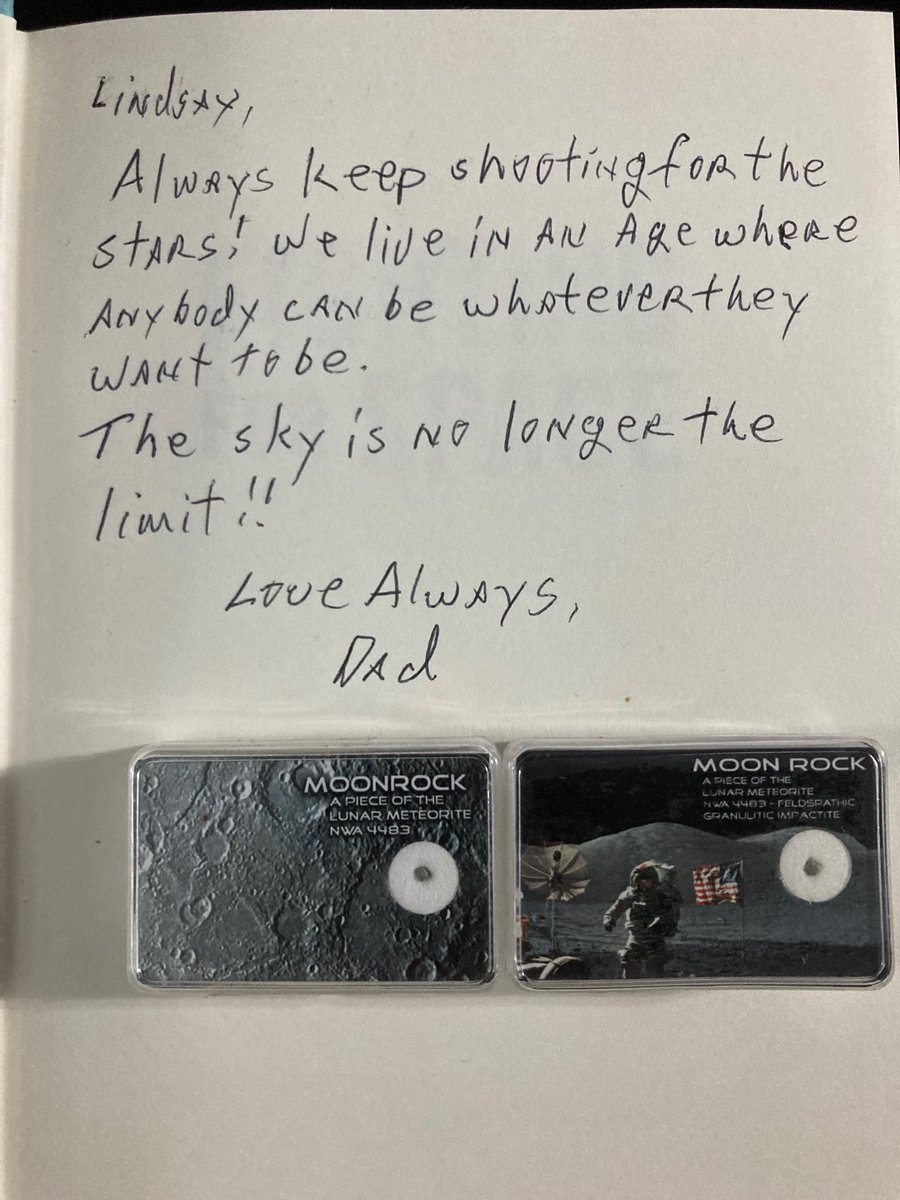 Lindsay,
Always keep shooting for the
stars! We live in an Age where
Anybody can be whatever they
want to be.
The sky is no longer the
limit!!
Love Always,
Dad
MOONROCK
A PIECE OF THE
LUNAR METEORITE
NWA 4483
MOON ROCK
A PIECE OF THE
LUNAR METEORITE
NWA 4483 - FELDSPATHIC
GRANULITIC IMPACTITE